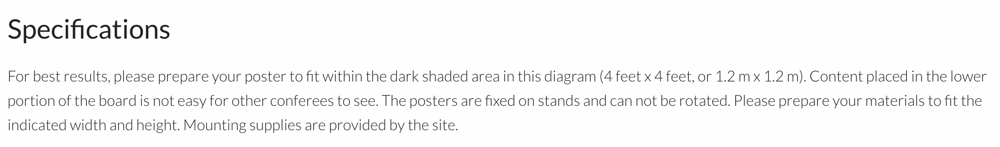 Specifications
For best results, please prepare your poster to fit within the dark shaded area in this diagram (4 feet x 4 feet, or 1.2 m x 1.2 m). Content placed in the lower
portion of the board is not easy for other conferees to see. The posters are fixed on stands and can not be rotated. Please prepare your materials to fit the
indicated width and height. Mounting supplies are provided by the site.